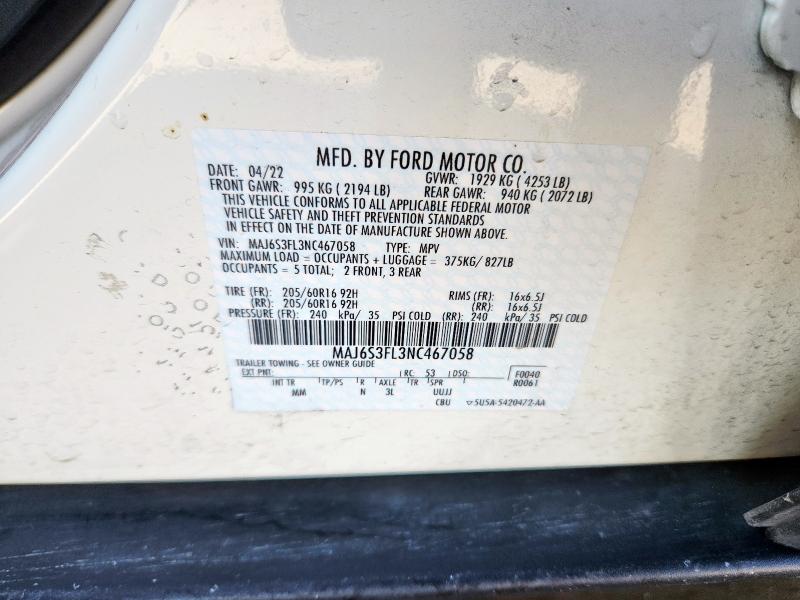 MFD. BY FORD MOTOR CO.
DATE: 04/22 GVWR: 1929 KG ( 4253 LB)
FRONT GAWR: 995 KG ( 2194 LB) REAR GAWR: 940 KG ( 2072 LB)
THIS VEHICLE CONFORMS TO ALL APPLICABLE FEDERAL MOTOR
VEHICLE SAFETY AND THEFT PREVENTION STANDARDS
IN EFFECT ON THE DATE OF MANUFACTURE SHOWN ABOVE.
VIN: MAJ6S3FL3NC467058 TYPE: MPV
MAXIMUM LOAD = OCCUPANTS + LUGGAGE = 375KG/ 827LB
OCCUPANTS = 5 TOTAL; 2 FRONT, 3 REAR
TIRE (FR): 205/60R16 92H RIMS (FR): 16x6.5J
(RR): 205/60R16 92H (RR): 16x6.5J
PRESSURE (FR): 240 kPa/ 35 PSI COLD (RR): 240 kPa/ 35 PSI COLD
MAJ6S3FL3NC467058
TRAILER TOWING - SEE OWNER GUIDE
EXT PNT: RC: 53 DSO: F0040
INT TR TP/PS R AXLE TR SPR R0061
MM N 3L UUJJ
CBU 5U5A-5420472-AA